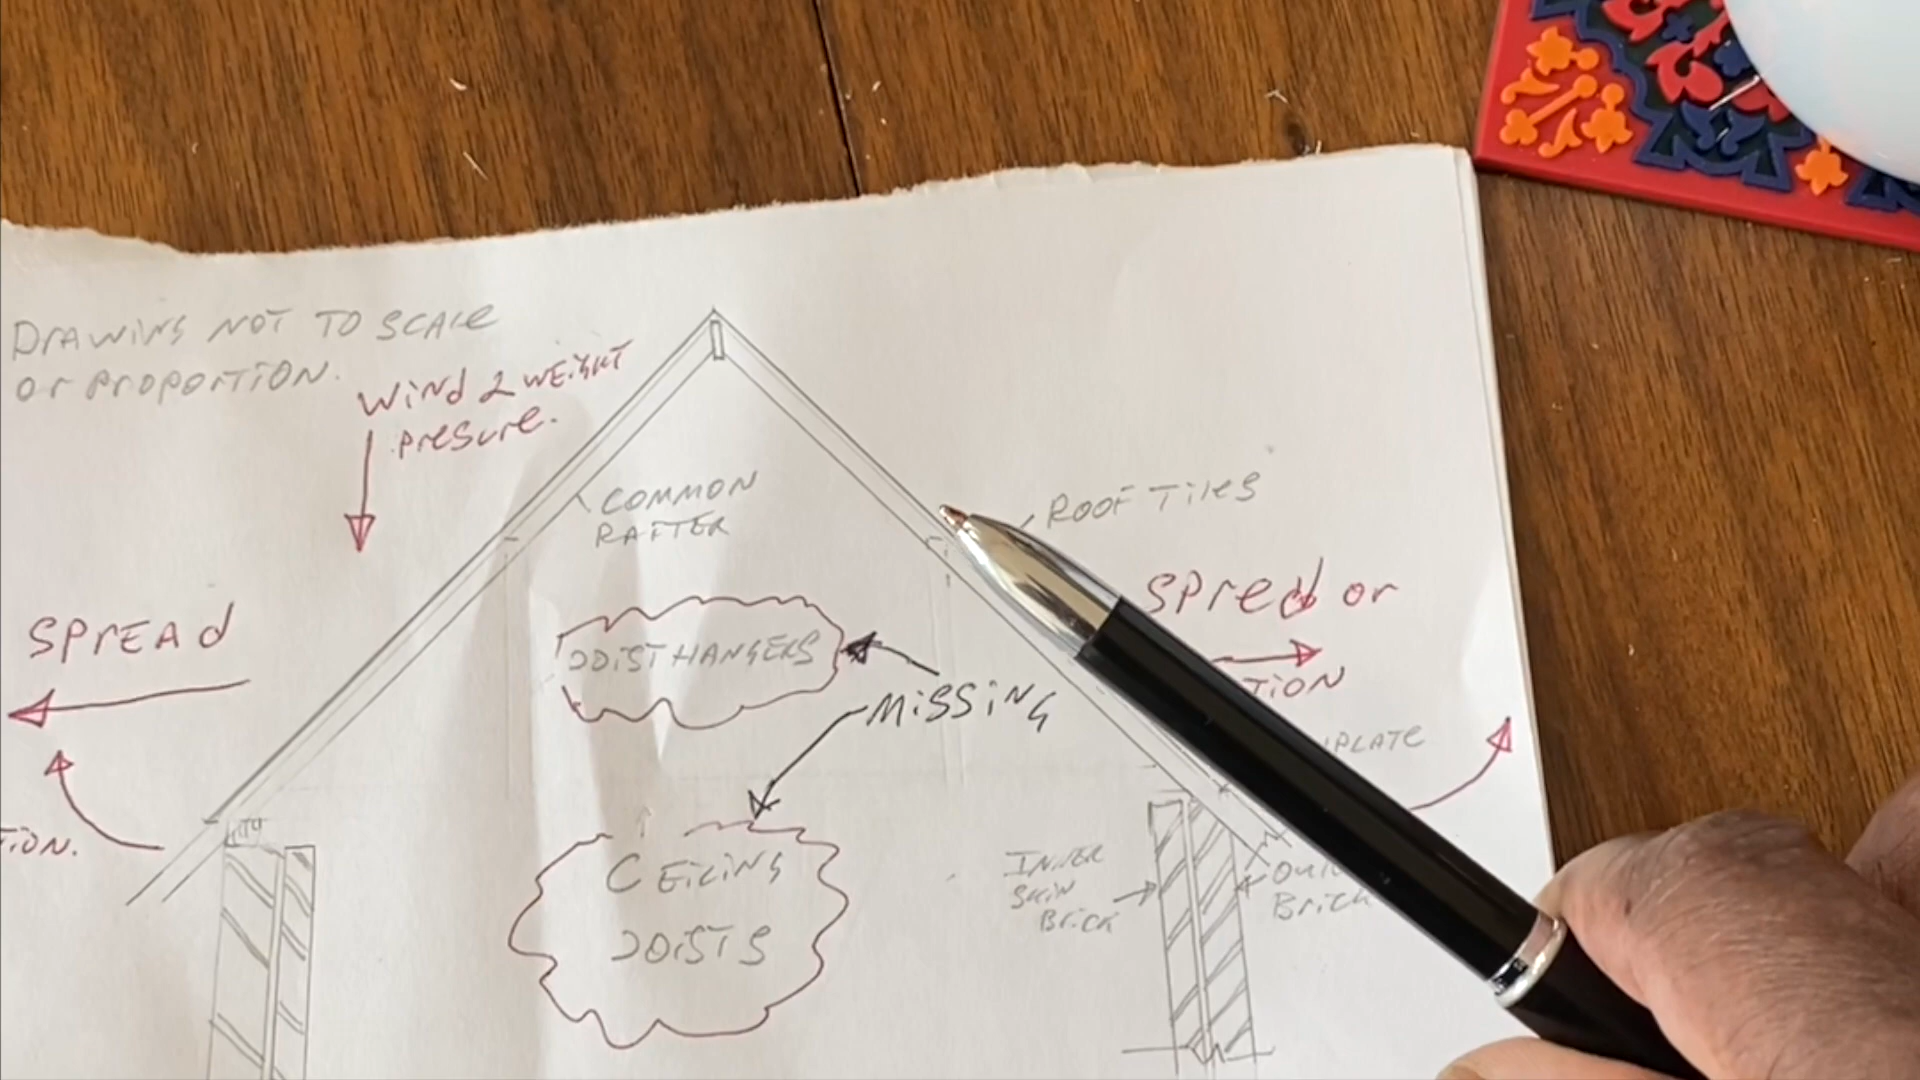 DRAWING NOT TO SCALE
OR PROPORTION.
WIND & WEIGHT
PRESURE.
COMMON
RAFTER
ROOF TILES
SPREAD
SPRED OR
TION
JOIST HANGERS
MISSING
PLATE
TION.
CEILING
JOISTS
INNER
SKIN
BRICK
BRICK